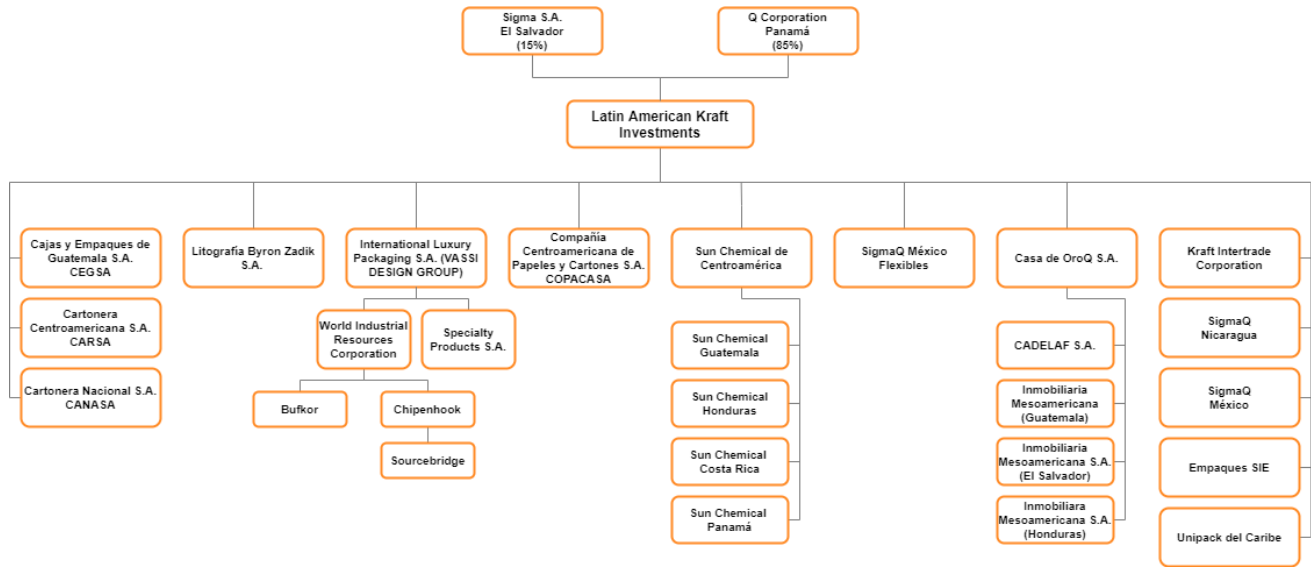 Sigma S.A.
El Salvador
(15%)
Q Corporation
Panamá
(85%)
Latin American Kraft
Investments
Cajas y Empaques de
Guatemala S.A.
CEGSA
Cartonera
Centroamericana S.A.
CARSA
Cartonera Nacional S.A.
CANASA
Litografía Byron Zadik
S.A.
International Luxury
Packaging S.A. (VASSI
DESIGN GROUP)
World Industrial
Resources
Corporation
Specialty
Products S.A.
Bufkor
Chipenhook
Sourcebridge
Compañía
Centroamericana de
Papeles y Cartones S.A.
COPACASA
Sun Chemical de
Centroamérica
Sun Chemical
Guatemala
Sun Chemical
Honduras
Sun Chemical
Costa Rica
Sun Chemical
Panamá
SigmaQ México
Flexibles
Casa de OroQ S.A.
CADELAF S.A.
Inmobiliaria
Mesoamericana
(Guatemala)
Inmobiliaria
Mesoamericana S.A.
(El Salvador)
Inmobiliara
Mesoamericana S.A.
(Honduras)
Kraft Intertrade
Corporation
SigmaQ
Nicaragua
SigmaQ
México
Empaques SIE
Unipack del Caribe